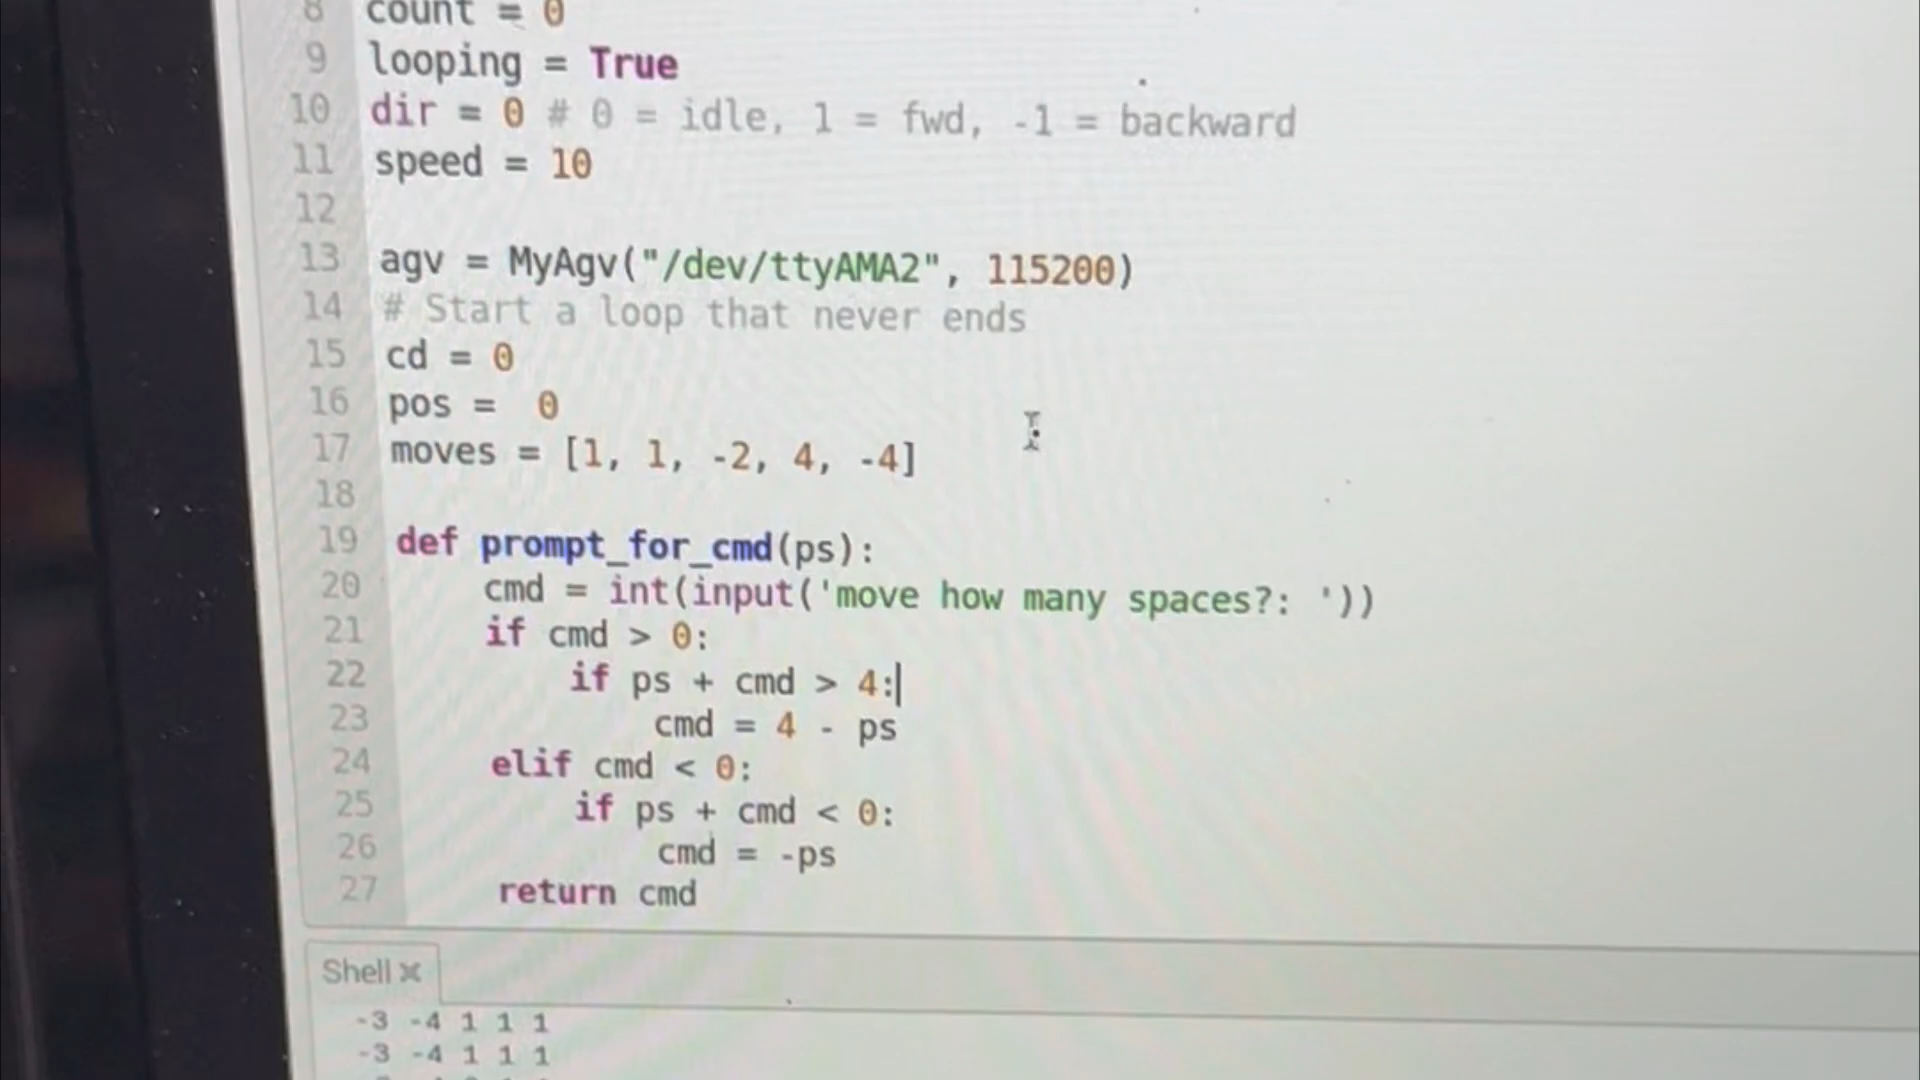 8 count = 0
9 looping = True
10 dir = 0 # 0 = idle, 1 = fwd, -1 = backward
11 speed = 10
12
13 agv = MyAgv("/dev/ttyAMA2", 115200)
14 # Start a loop that never ends
15 cd = 0
16 pos =  0
17 moves = [1, 1, -2, 4, -4]
18
19 def prompt_for_cmd(ps):
20     cmd = int(input('move how many spaces?: '))
21     if cmd > 0:
22         if ps + cmd > 4:
23             cmd = 4 - ps
24     elif cmd < 0:
25         if ps + cmd < 0:
26             cmd = -ps
27     return cmd
Shell ×
-3 -4 1 1 1
-3 -4 1 1 1